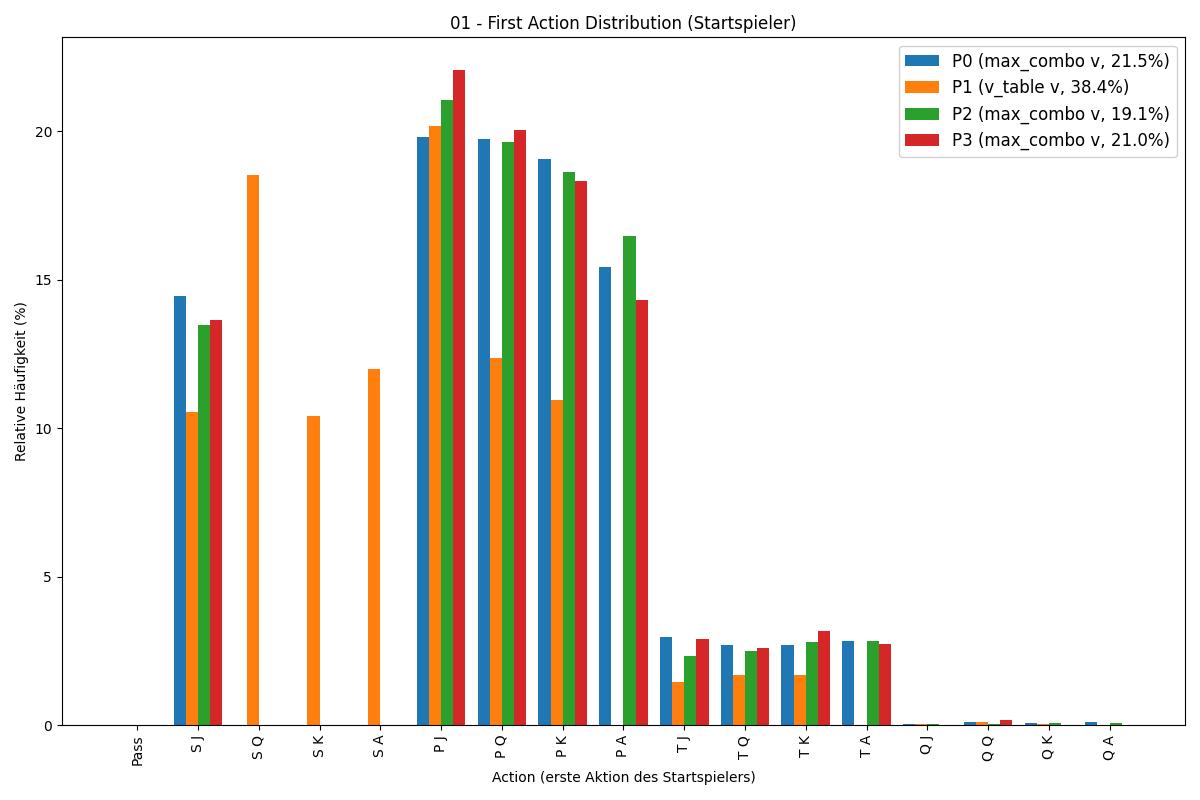 01 - First Action Distribution (Startspieler)
P0 (max_combo v, 21.5%)
P1 (v_table v, 38.4%)
P2 (max_combo v, 19.1%)
P3 (max_combo v, 21.0%)
Relative Häufigkeit (%)
20
15
10
5
0
Pass
S J
S Q
S K
S A
P J
P Q
P K
P A
T J
T Q
T K
T A
Q J
Q Q
Q K
Q A
Action (erste Aktion des Startspielers)